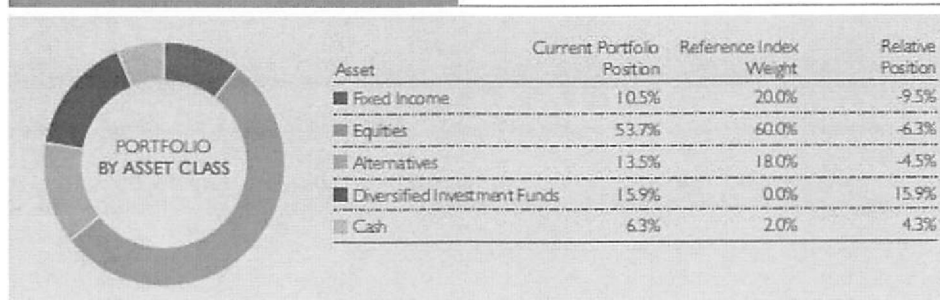 PORTFOLIO
BY ASSET CLASS
Asset Current Portfolio Position Reference Index Weight Relative Position
Fixed Income 10.5% 20.0% -9.5%
Equities 53.7% 60.0% -6.3%
Alternatives 13.5% 18.0% -4.5%
Diversified Investment Funds 15.9% 0.0% 15.9%
Cash 6.3% 2.0% 4.3%